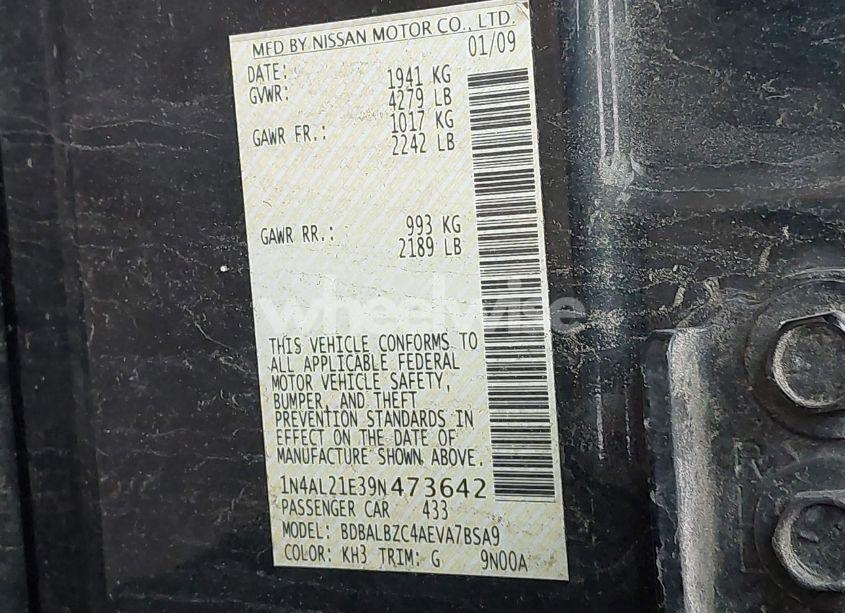 MFD BY NISSAN MOTOR CO., LTD.
DATE: 01/09
GVWR: 1941 KG
4279 LB
GAWR FR.: 1017 KG
2242 LB
GAWR RR.: 993 KG
2189 LB
wheelwise
THIS VEHICLE CONFORMS TO
ALL APPLICABLE FEDERAL
MOTOR VEHICLE SAFETY,
BUMPER, AND THEFT
PREVENTION STANDARDS IN
EFFECT ON THE DATE OF
MANUFACTURE SHOWN ABOVE.
1N4AL21E39N473642
PASSENGER CAR 433
MODEL: BDBALBZC4AEVA7BSA9
COLOR: KH3 TRIM: G 9N00A